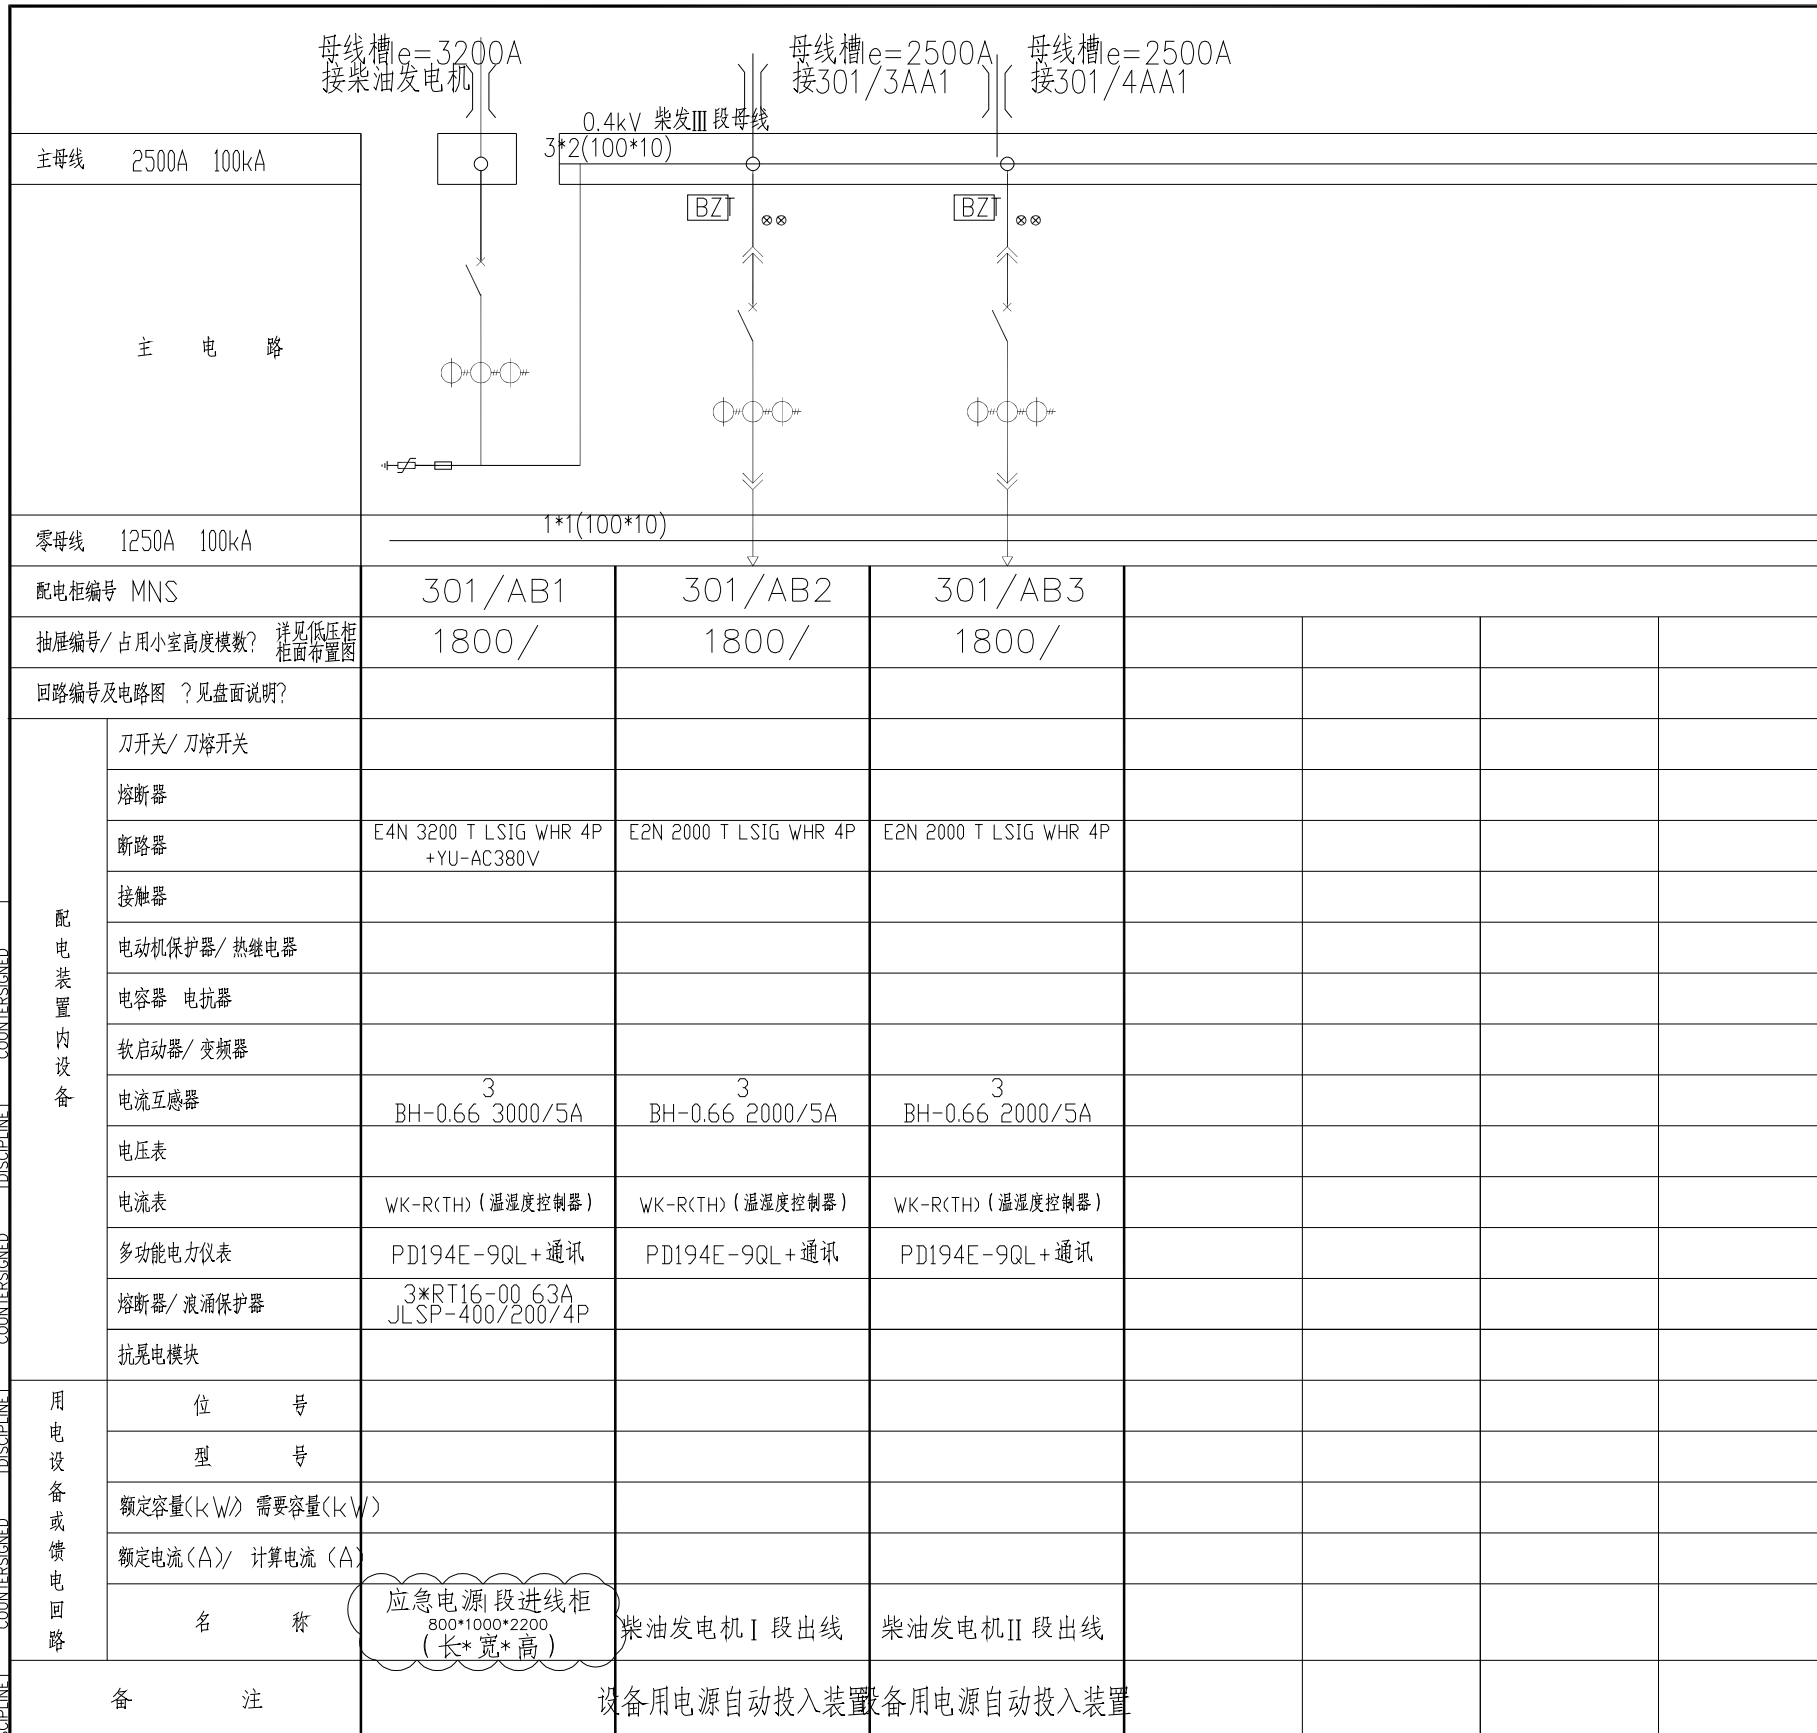 母线槽Ie=3200A
接柴油发电机
母线槽Ie=2500A
接301/3AA1
母线槽Ie=2500A
接301/4AA1
0.4kV 柴发III段母线
3*2(100*10)
主母线 2500A 100kA
BZT
BZT
主 电 路
1*1(100*10)
零母线 1250A 100kA
配电柜编号 MNS 301/AB1 301/AB2 301/AB3
抽屉编号/占用小室高度模数? 详见低压柜
柜面布置图
1800/ 1800/ 1800/
回路编号及电路图 ?见盘面说明?
配电装置内设备
刀开关/刀熔开关
熔断器
断路器
E4N 3200 T LSIG WHR 4P
+YU-AC380V
E2N 2000 T LSIG WHR 4P
E2N 2000 T LSIG WHR 4P
接触器
电动机保护器/热继电器
电容器 电抗器
软启动器/变频器
电流互感器
3
BH-0.66 3000/5A
3
BH-0.66 2000/5A
3
BH-0.66 2000/5A
电压表
电流表 WK-R(TH)(温湿度控制器) WK-R(TH)(温湿度控制器) WK-R(TH)(温湿度控制器)
多功能电力仪表 PD194E-9QL+通讯 PD194E-9QL+通讯 PD194E-9QL+通讯
熔断器/浪涌保护器
3*RT16-00 63A
JLSP-400/200/4P
抗晃电模块
用电设备或馈电回路
位 号
型 号
额定容量(kW) 需要容量(kW)
额定电流(A)/ 计算电流(A)
名 称
应急电源I段进线柜
800*1000*2200
(长*宽*高)
柴油发电机I段出线
柴油发电机II段出线
备 注
设备用电源自动投入装置
设备用电源自动投入装置
COUNTERSIGNED
DISCIPLINE
COUNTERSIGNED
DISCIPLINE
COUNTERSIGNED